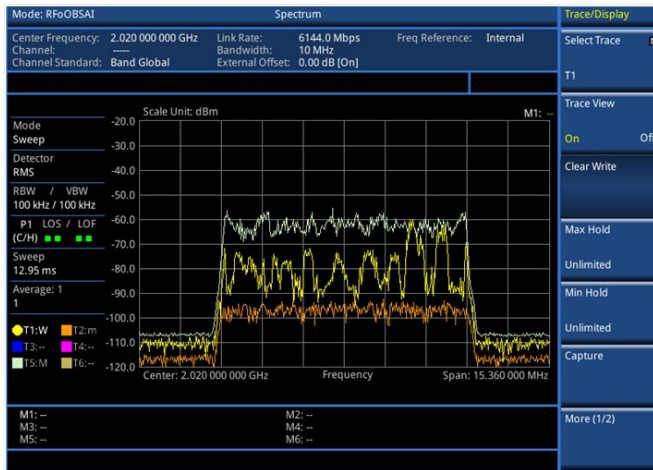 Mode: RFoOBSAI
Spectrum
Trace/Display
Center Frequency: 2.020 000 000 GHz
Link Rate: 6144.0 Mbps
Freq Reference: Internal
Channel: -----
Bandwidth: 10 MHz
Channel Standard: Band Global
External Offset: 0.00 dB [On]
Select Trace
T1
Trace View
On Off
Clear Write
Max Hold
Unlimited
Min Hold
Unlimited
Capture
More (1/2)
Mode
Sweep
Detector
RMS
RBW / VBW
100 kHz / 100 kHz
P1 LOS / LOF
(C/H)
Sweep
12.95 ms
Average: 1
1
T1:W T2:m
T3:-- T4:--
T5:M T6:--
Scale Unit: dBm
M1: --
-20.0
-30.0
-40.0
-50.0
-60.0
-70.0
-80.0
-90.0
-100.0
-110.0
-120.0
Center: 2.020 000 000 GHz
Frequency
Span: 15.360 000 MHz
M1: -- M2: --
M3: -- M4: --
M5: -- M6: --